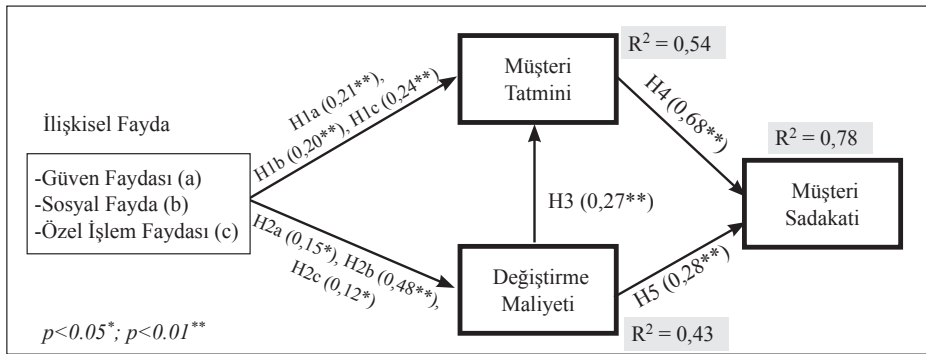 İlişkisel Fayda
-Güven Faydası (a)
-Sosyal Fayda (b)
-Özel İşlem Faydası (c)
H1a (0,21**),
H1b (0,20**), H1c (0,24**)
H2a (0,15*), H2b (0,48**),
H2c (0,12*)
R² = 0,54
Müşteri
Tatmini
H3 (0,27**)
Değiştirme
Maliyeti
R² = 0,43
H4 (0,68**)
H5 (0,28**)
R² = 0,78
Müşteri
Sadakati
p<0.05*; p<0.01**